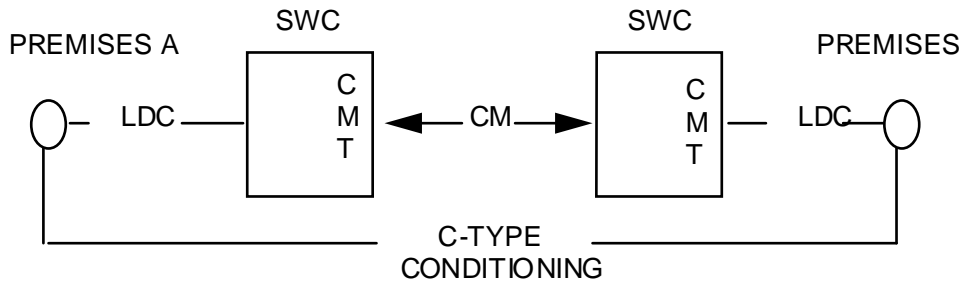 SWC SWC
PREMISES A PREMISES
C
M
T
C
M
T
LDC CM LDC
C-TYPE
CONDITIONING